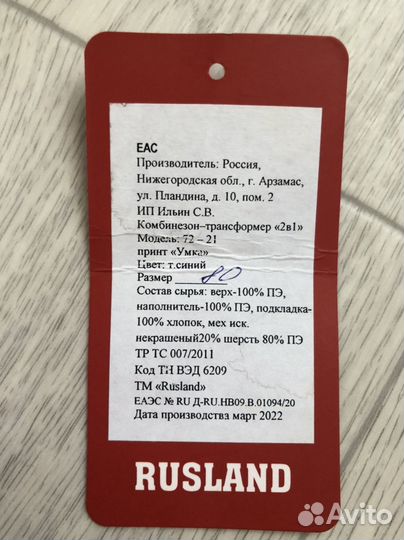 EAC
Производитель: Россия,
Нижегородская обл., г. Арзамас,
ул. Пландина, д. 10, пом. 2
ИП Ильин С.В.
Комбинезон–трансформер «2в1»
Модель: 72 – 21
принт «Умка»
Цвет: т.синий
Размер 80
Состав сырья: верх-100% ПЭ,
наполнитель-100% ПЭ, подкладка-
100% хлопок, мех иск.
некрашеный20% шерсть 80% ПЭ
ТР ТС 007/2011
Код ТН ВЭД 6209
ТМ «Rusland»
ЕАЭС № RU Д-RU.НВ09.В.01094/20
Дата производства март 2022
RUSLAND
Avito